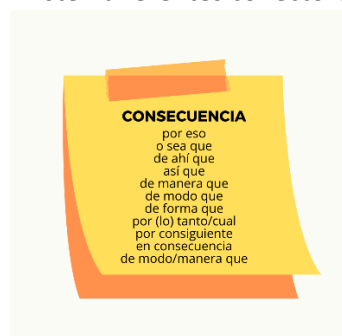 CONSECUENCIA
por eso
o sea que
de ahí que
así que
de manera que
de modo que
de forma que
por (lo) tanto/cual
por consiguiente
en consecuencia
de modo/manera que